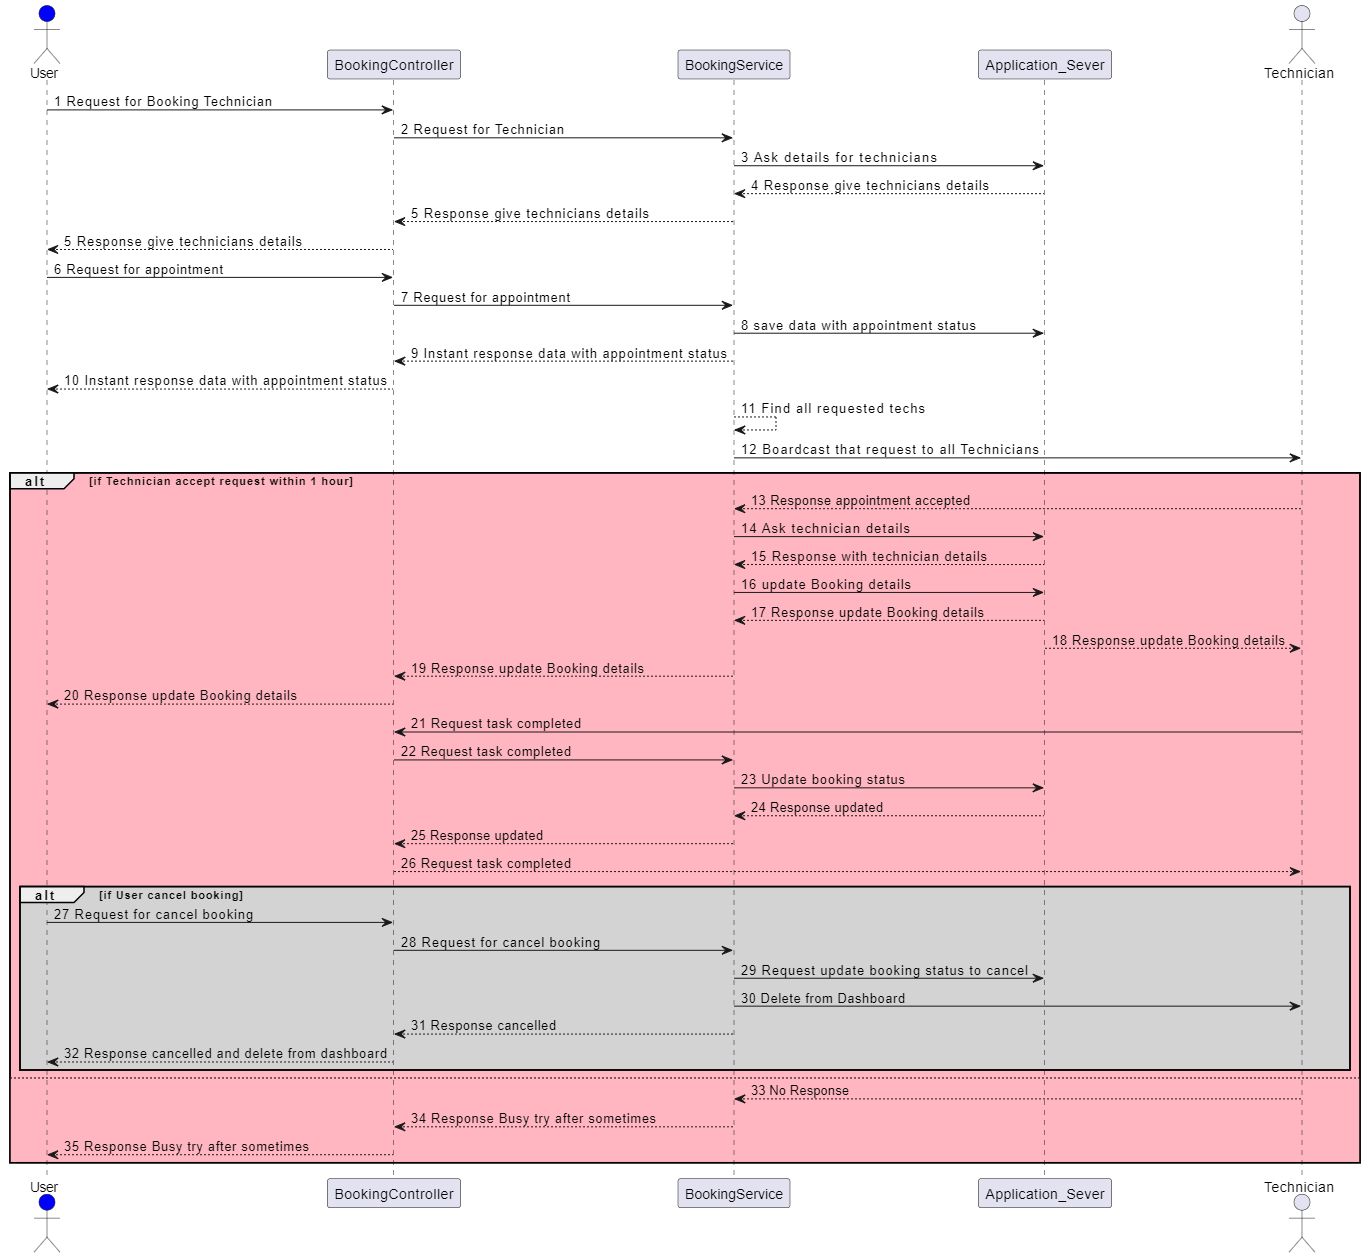 User
BookingController
BookingService
Application_Sever
Technician
1 Request for Booking Technician
2 Request for Technician
3 Ask details for technicians
4 Response give technicians details
5 Response give technicians details
5 Response give technicians details
6 Request for appointment
7 Request for appointment
8 save data with appointment status
9 Instant response data with appointment status
10 Instant response data with appointment status
11 Find all requested techs
12 Boardcast that request to all Technicians
alt [if Technician accept request within 1 hour]
13 Response appointment accepted
14 Ask technician details
15 Response with technician details
16 update Booking details
17 Response update Booking details
18 Response update Booking details
19 Response update Booking details
20 Response update Booking details
21 Request task completed
22 Request task completed
23 Update booking status
24 Response updated
25 Response updated
26 Request task completed
alt [if User cancel booking]
27 Request for cancel booking
28 Request for cancel booking
29 Request update booking status to cancel
30 Delete from Dashboard
31 Response cancelled
32 Response cancelled and delete from dashboard
33 No Response
34 Response Busy try after sometimes
35 Response Busy try after sometimes
User
BookingController
BookingService
Application_Sever
Technician